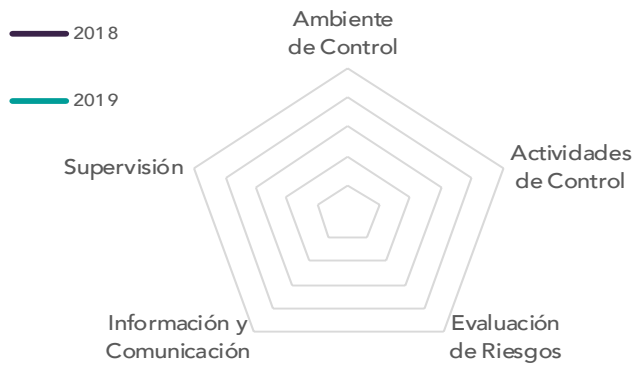 2018
2019
Ambiente
de Control
Actividades
de Control
Supervisión
Información y
Comunicación
Evaluación
de Riesgos